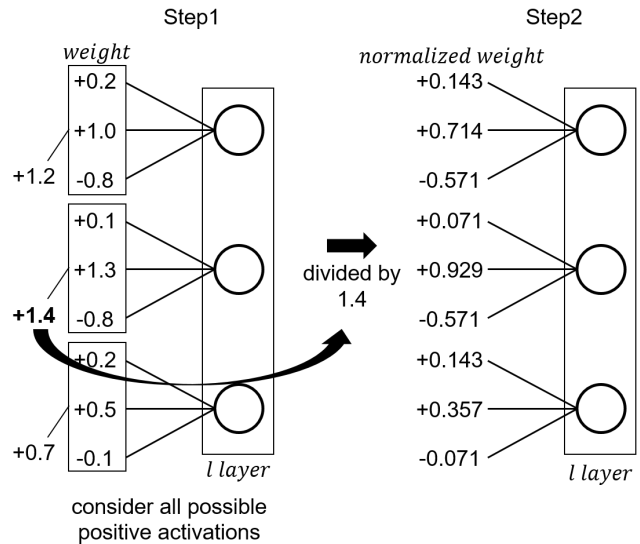 Step1
weight
+0.2
+1.0
-0.8
+1.2
+0.1
+1.3
-0.8
+1.4
+0.2
+0.5
-0.1
+0.7
l layer
consider all possible
positive activations
divided by
1.4
Step2
normalized weight
+0.143
+0.714
-0.571
+0.071
+0.929
-0.571
+0.143
+0.357
-0.071
l layer